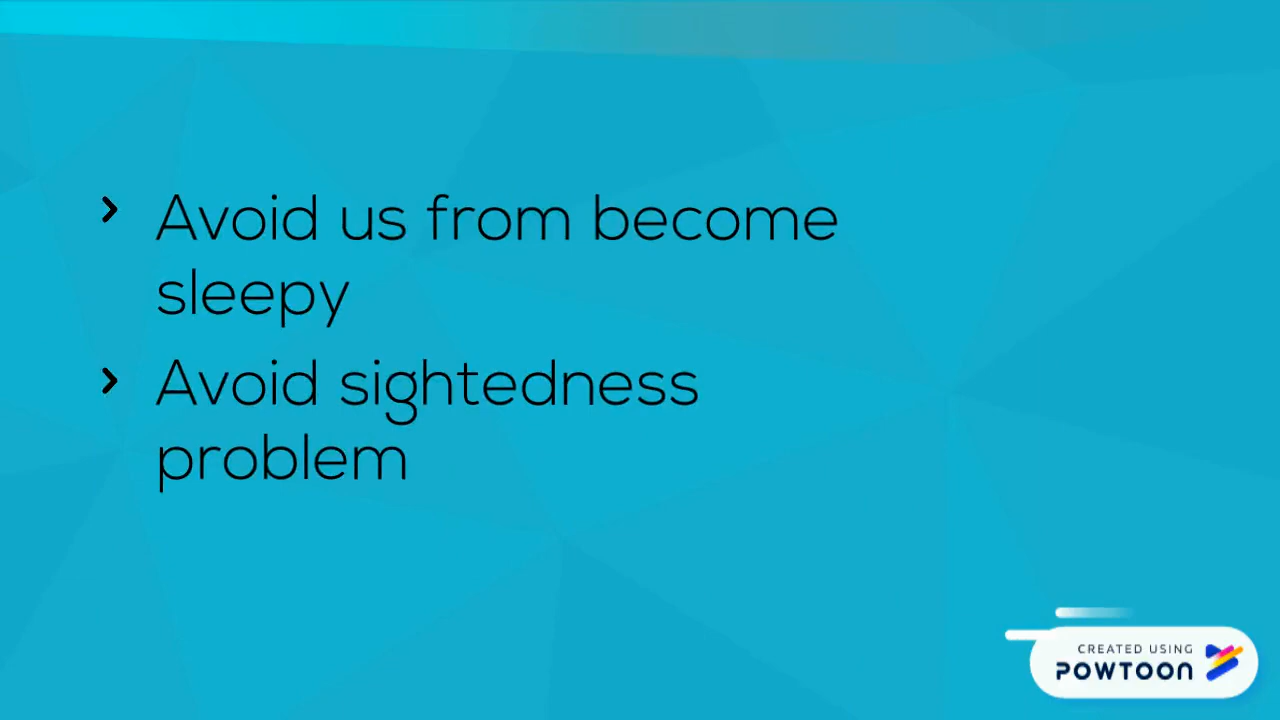 Avoid us from become
sleepy
Avoid sightedness
problem
CREATED USING
POWTOON